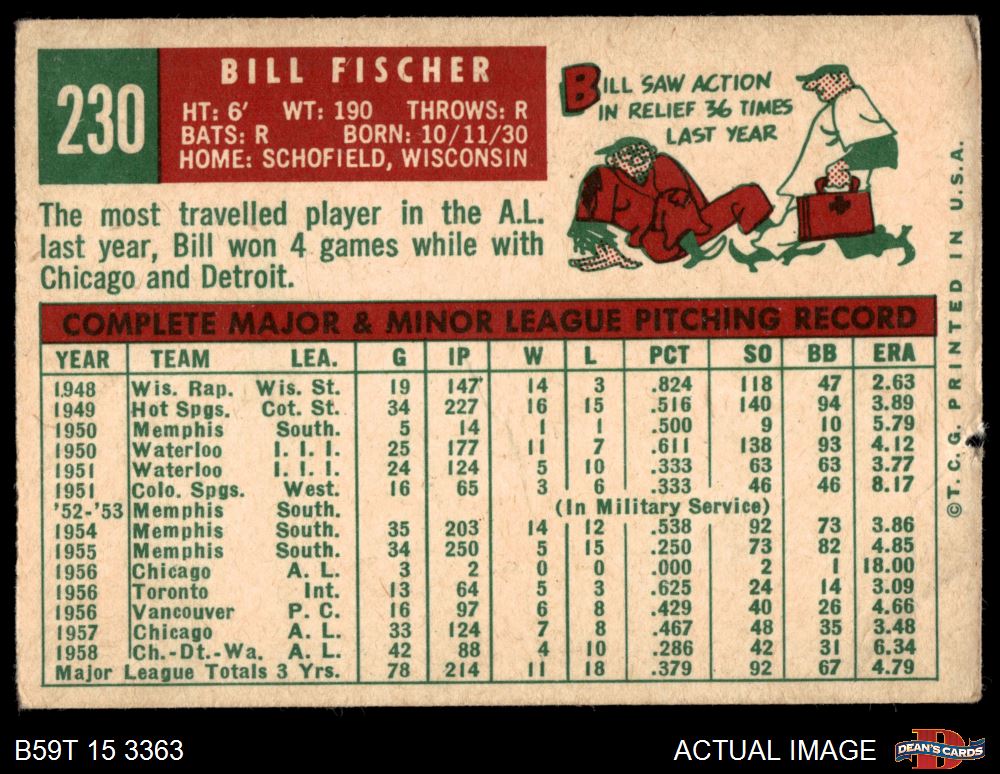 230
BILL FISCHER
HT: 6' WT: 190 THROWS: R
BATS: R BORN: 10/11/30
HOME: SCHOFIELD, WISCONSIN
BILL SAW ACTION
IN RELIEF 36 TIMES
LAST YEAR
The most travelled player in the A.L.
last year, Bill won 4 games while with
Chicago and Detroit.
COMPLETE MAJOR & MINOR LEAGUE PITCHING RECORD
YEAR TEAM LEA. G IP W L PCT SO BB ERA
1948 Wis. Rap. Wis. St. 19 147 14 3 .824 118 47 2.63
1949 Hot Spgs. Cot. St. 34 227 16 15 .516 140 94 3.89
1950 Memphis South. 5 14 1 1 .500 9 10 5.79
1950 Waterloo I. I. I. 25 177 11 7 .611 138 93 4.12
1951 Waterloo I. I. I. 24 124 5 10 .333 63 63 3.77
1951 Colo. Spgs. West. 16 65 3 6 .333 46 46 8.17
'52-'53 Memphis South. (In Military Service)
1954 Memphis South. 35 203 14 12 .538 92 73 3.86
1955 Memphis South. 34 250 5 15 .250 73 82 4.85
1956 Chicago A. L. 3 2 0 0 .000 2 1 18.00
1956 Toronto Int. 13 64 5 3 .625 24 14 3.09
1956 Vancouver P. C. 16 97 6 8 .429 40 26 4.66
1957 Chicago A. L. 33 124 7 8 .467 48 35 3.48
1958 Ch.-Dt.-Wa. A. L. 42 88 4 10 .286 42 31 6.34
Major League Totals 3 Yrs. 78 214 11 18 .379 92 67 4.79
©T.C.G. PRINTED IN U.S.A.
B59T 15 3363
ACTUAL IMAGE
DEAN'S CARDS